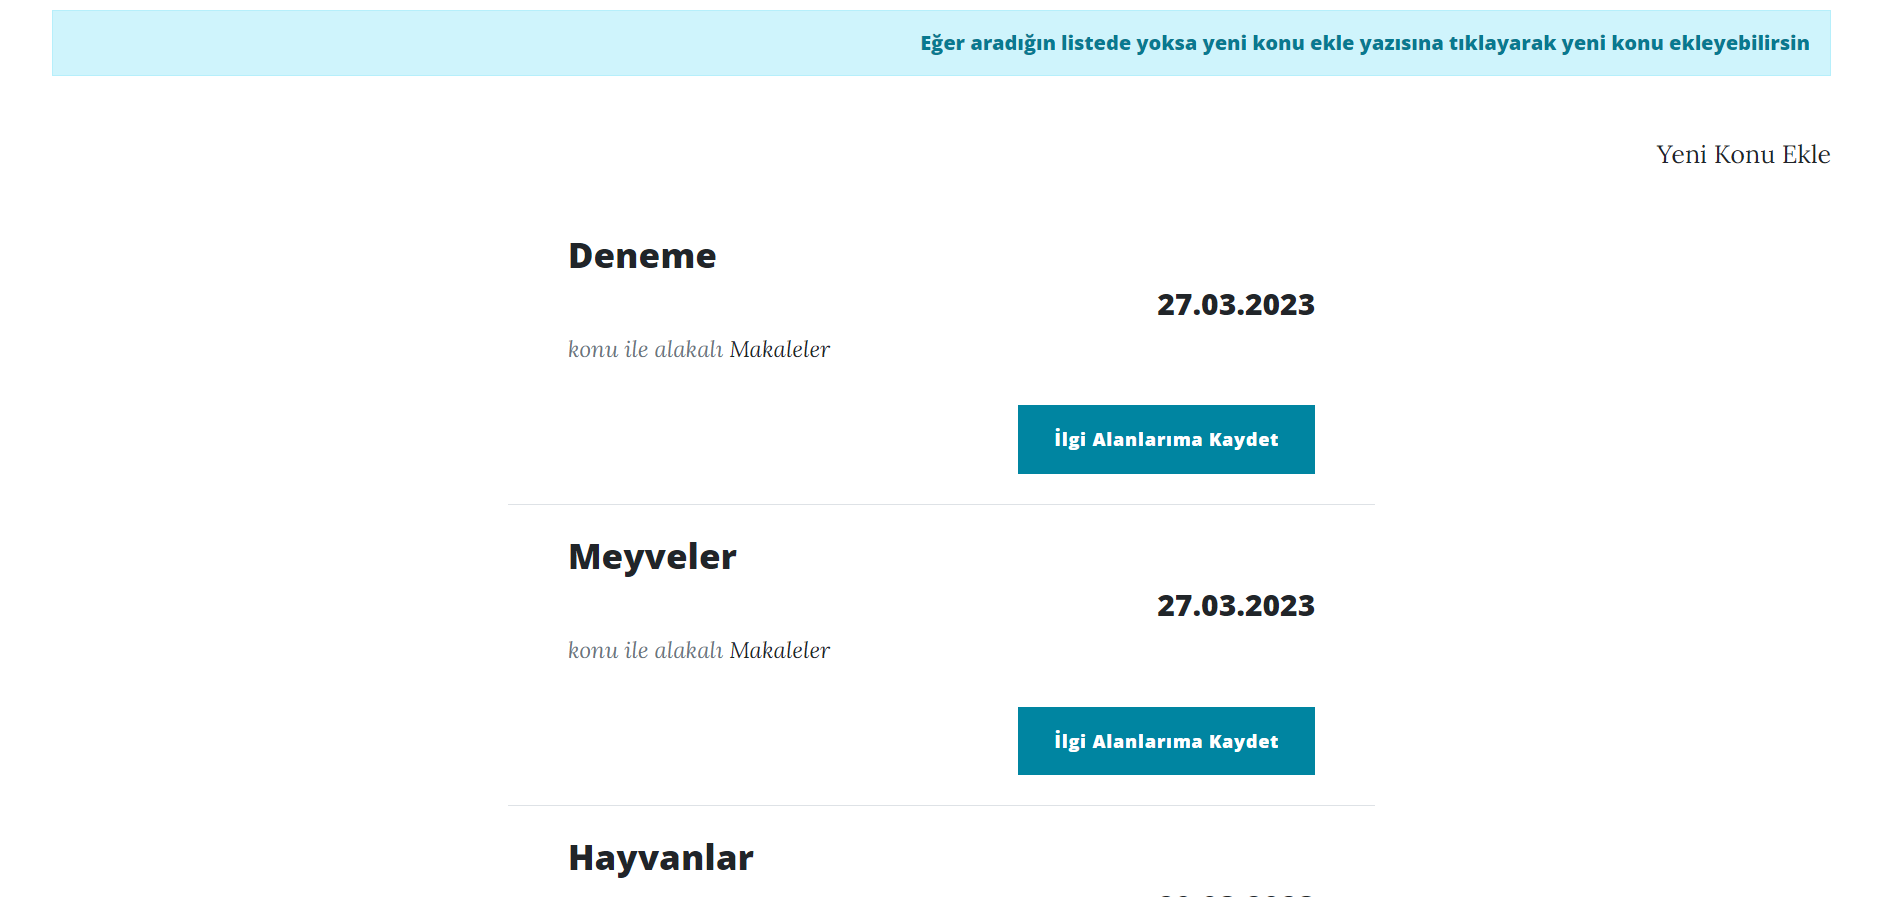 Eğer aradığın listede yoksa yeni konu ekle yazısına tıklayarak yeni konu ekleyebilirsin
Yeni Konu Ekle
Deneme
27.03.2023
konu ile alakalı Makaleler
İlgi Alanlarıma Kaydet
Meyveler
27.03.2023
konu ile alakalı Makaleler
İlgi Alanlarıma Kaydet
Hayvanlar